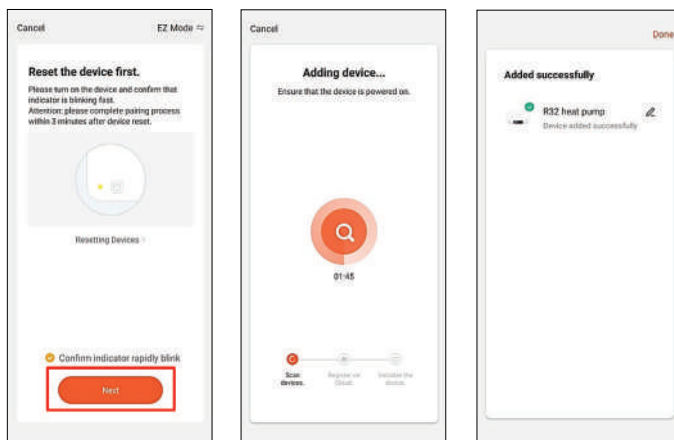 Cancel
EZ Mode
Reset the device first.
Please turn on the device and confirm that
indicator is blinking fast.
Attention: please complete pairing process
within 3 minutes after device reset.
Resetting Devices
Confirm indicator rapidly blink
Next
Cancel
Adding device...
Ensure that the device is powered on.
01:45
Scan
devices.
Register on
Cloud.
Initialize the
device.
Done
Added successfully
R32 heat pump
Device added successfully